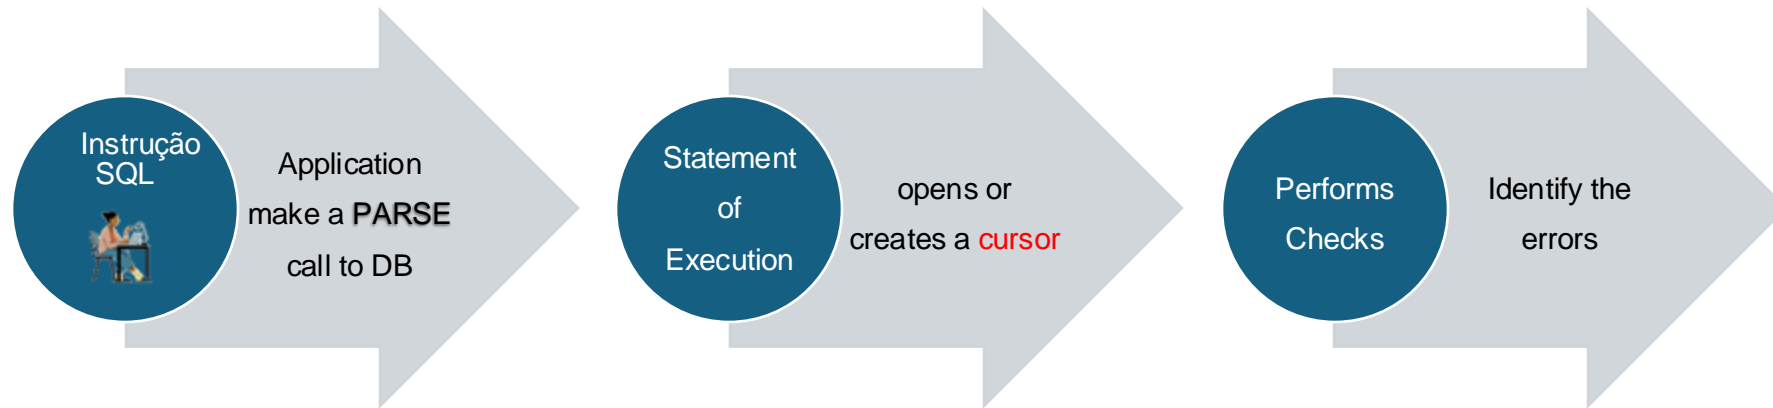 Instrução
SQL
Application
make a PARSE
call to DB
Statement
of
Execution
opens or
creates a cursor
Performs
Checks
Identify the
errors